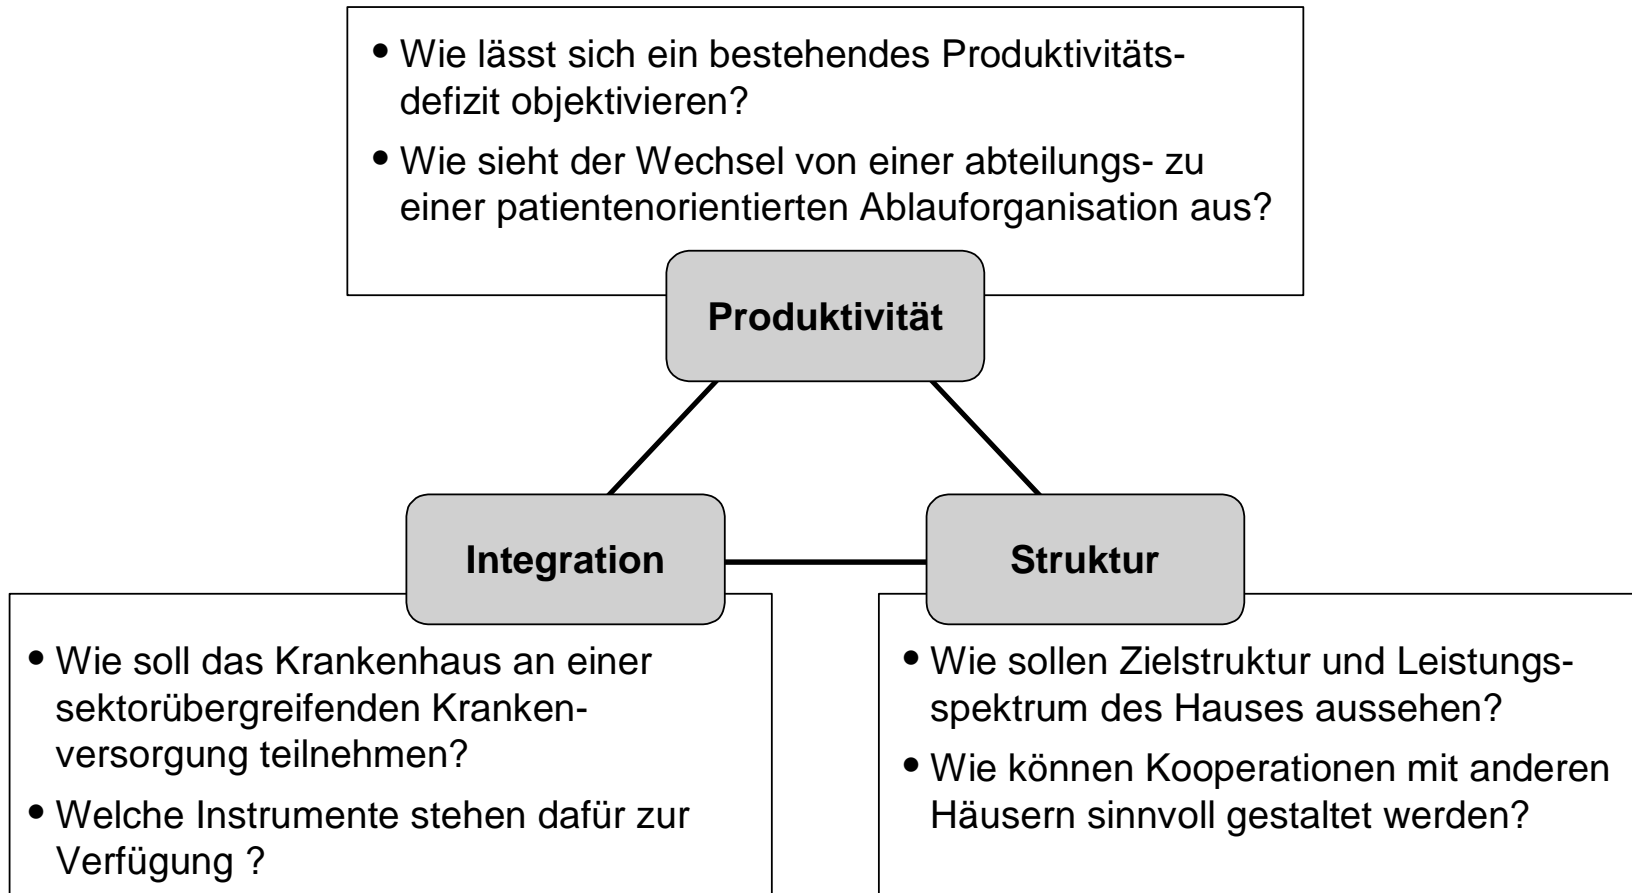 • Wie lässt sich ein bestehendes Produktivitäts-
defizit objektivieren?
• Wie sieht der Wechsel von einer abteilungs- zu
einer patientenorientierten Ablauforganisation aus?
Produktivität
Integration
Struktur
• Wie soll das Krankenhaus an einer
sektorübergreifenden Kranken-
versorgung teilnehmen?
• Welche Instrumente stehen dafür zur
Verfügung ?
• Wie sollen Zielstruktur und Leistungs-
spektrum des Hauses aussehen?
• Wie können Kooperationen mit anderen
Häusern sinnvoll gestaltet werden?